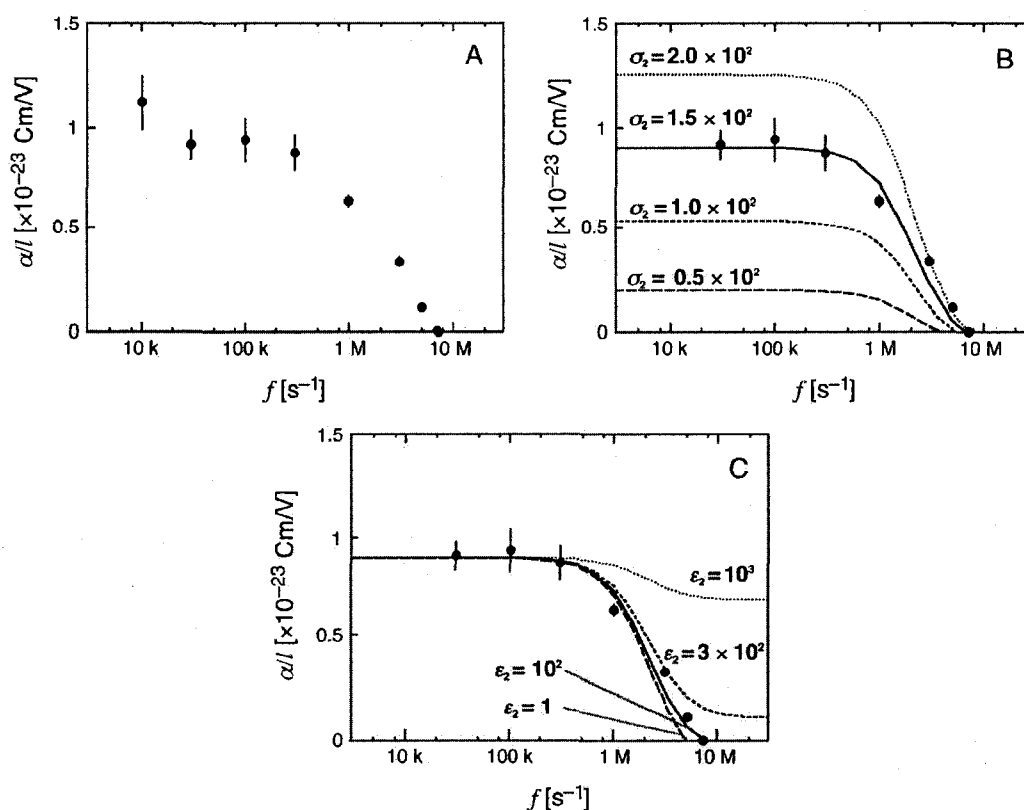 A
1.5
1
0.5
0
α/l [×10⁻²³ Cm/V]
10 k 100 k 1 M 10 M
f [s⁻¹]
B
1.5
1
0.5
0
α/l [×10⁻²³ Cm/V]
σ₂ = 2.0 × 10²
σ₂ = 1.5 × 10²
σ₂ = 1.0 × 10²
σ₂ = 0.5 × 10²
10 k 100 k 1 M 10 M
f [s⁻¹]
C
1.5
1
0.5
0
α/l [×10⁻²³ Cm/V]
ε₂ = 10³
ε₂ = 3 × 10²
ε₂ = 10²
ε₂ = 1
10 k 100 k 1 M 10 M
f [s⁻¹]